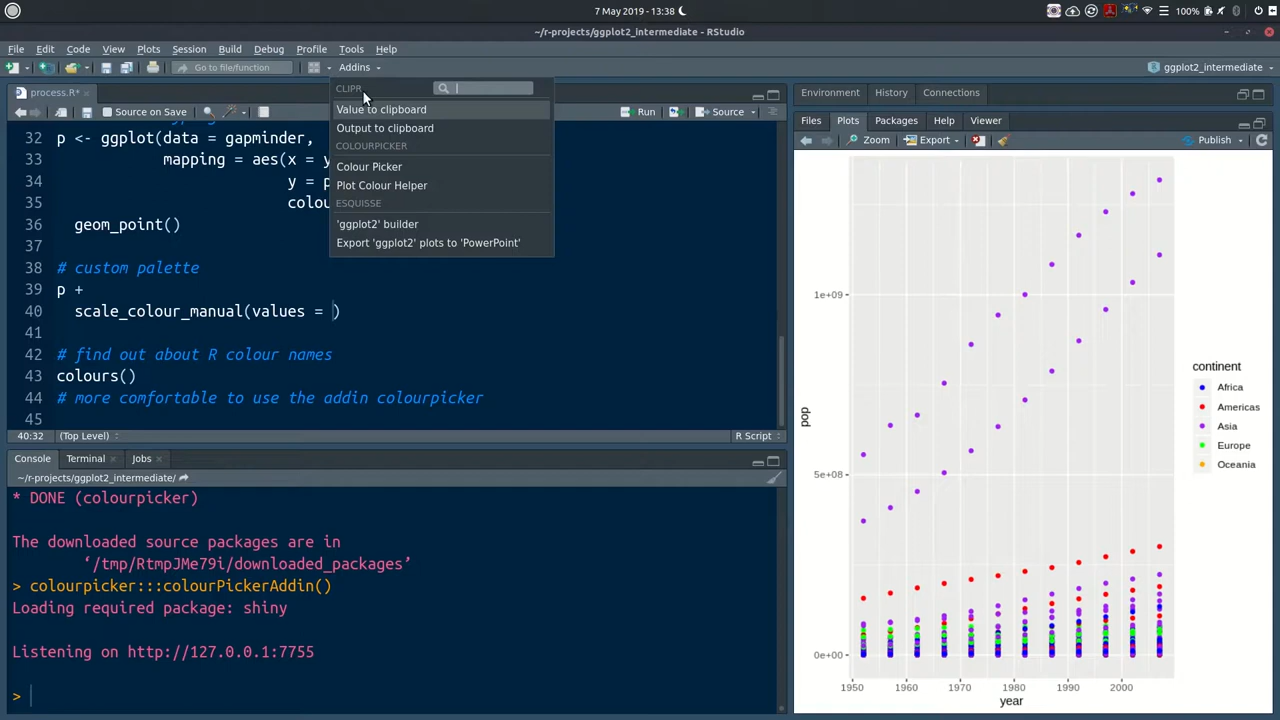 7 May 2019 - 13:38
100%
~/r-projects/ggplot2_intermediate - RStudio
File Edit Code View Plots Session Build Debug Profile Tools Help
Go to file/function
Addins
ggplot2_intermediate
process.R*
Source on Save
Run
Source
32 p <- ggplot(data = gapminder,
33 mapping = aes(x = y
34 y = p
35 colou
36 geom_point()
37
38 # custom palette
39 p +
40 scale_colour_manual(values = )
41
42 # find out about R colour names
43 colours()
44 # more comfortable to use the addin colourpicker
45
40:32 (Top Level) R Script
CLIPR
Value to clipboard
Output to clipboard
COLOURPICKER
Colour Picker
Plot Colour Helper
ESQUISSE
'ggplot2' builder
Export 'ggplot2' plots to 'PowerPoint'
Console Terminal Jobs
~/r-projects/ggplot2_intermediate/
* DONE (colourpicker)
The downloaded source packages are in
‘/tmp/RtmpJMe79i/downloaded_packages’
> colourpicker:::colourPickerAddin()
Loading required package: shiny
Listening on http://127.0.0.1:7755
>
Environment History Connections
Files Plots Packages Help Viewer
Zoom Export Publish
pop
1e+09
5e+08
0e+00
1950 1960 1970 1980 1990 2000
year
continent
Africa
Americas
Asia
Europe
Oceania